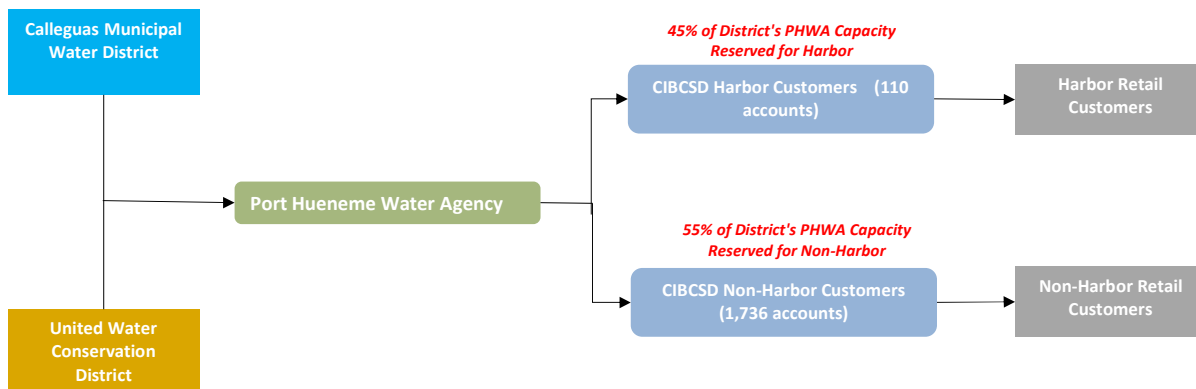 Calleguas Municipal
Water District
45% of District's PHWA Capacity
Reserved for Harbor
CIBCSD Harbor Customers (110
accounts)
Harbor Retail
Customers
Port Hueneme Water Agency
55% of District's PHWA Capacity
Reserved for Non-Harbor
CIBCSD Non-Harbor Customers
(1,736 accounts)
Non-Harbor Retail
Customers
United Water
Conservation
District